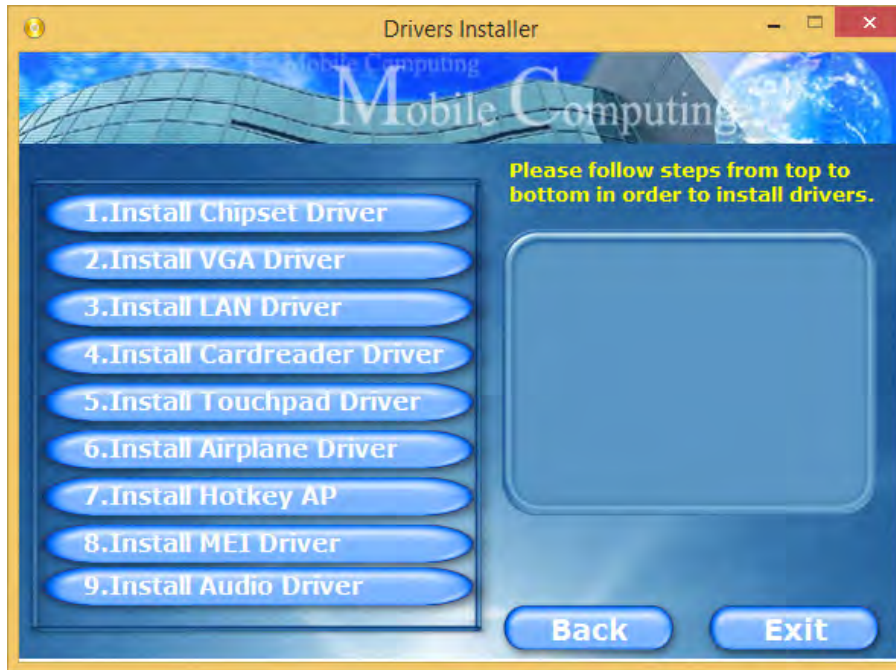 Drivers Installer
Mobile Computing
Mobile Computing
Please follow steps from top to
bottom in order to install drivers.
1.Install Chipset Driver
2.Install VGA Driver
3.Install LAN Driver
4.Install Cardreader Driver
5.Install Touchpad Driver
6.Install Airplane Driver
7.Install Hotkey AP
8.Install MEI Driver
9.Install Audio Driver
Back
Exit